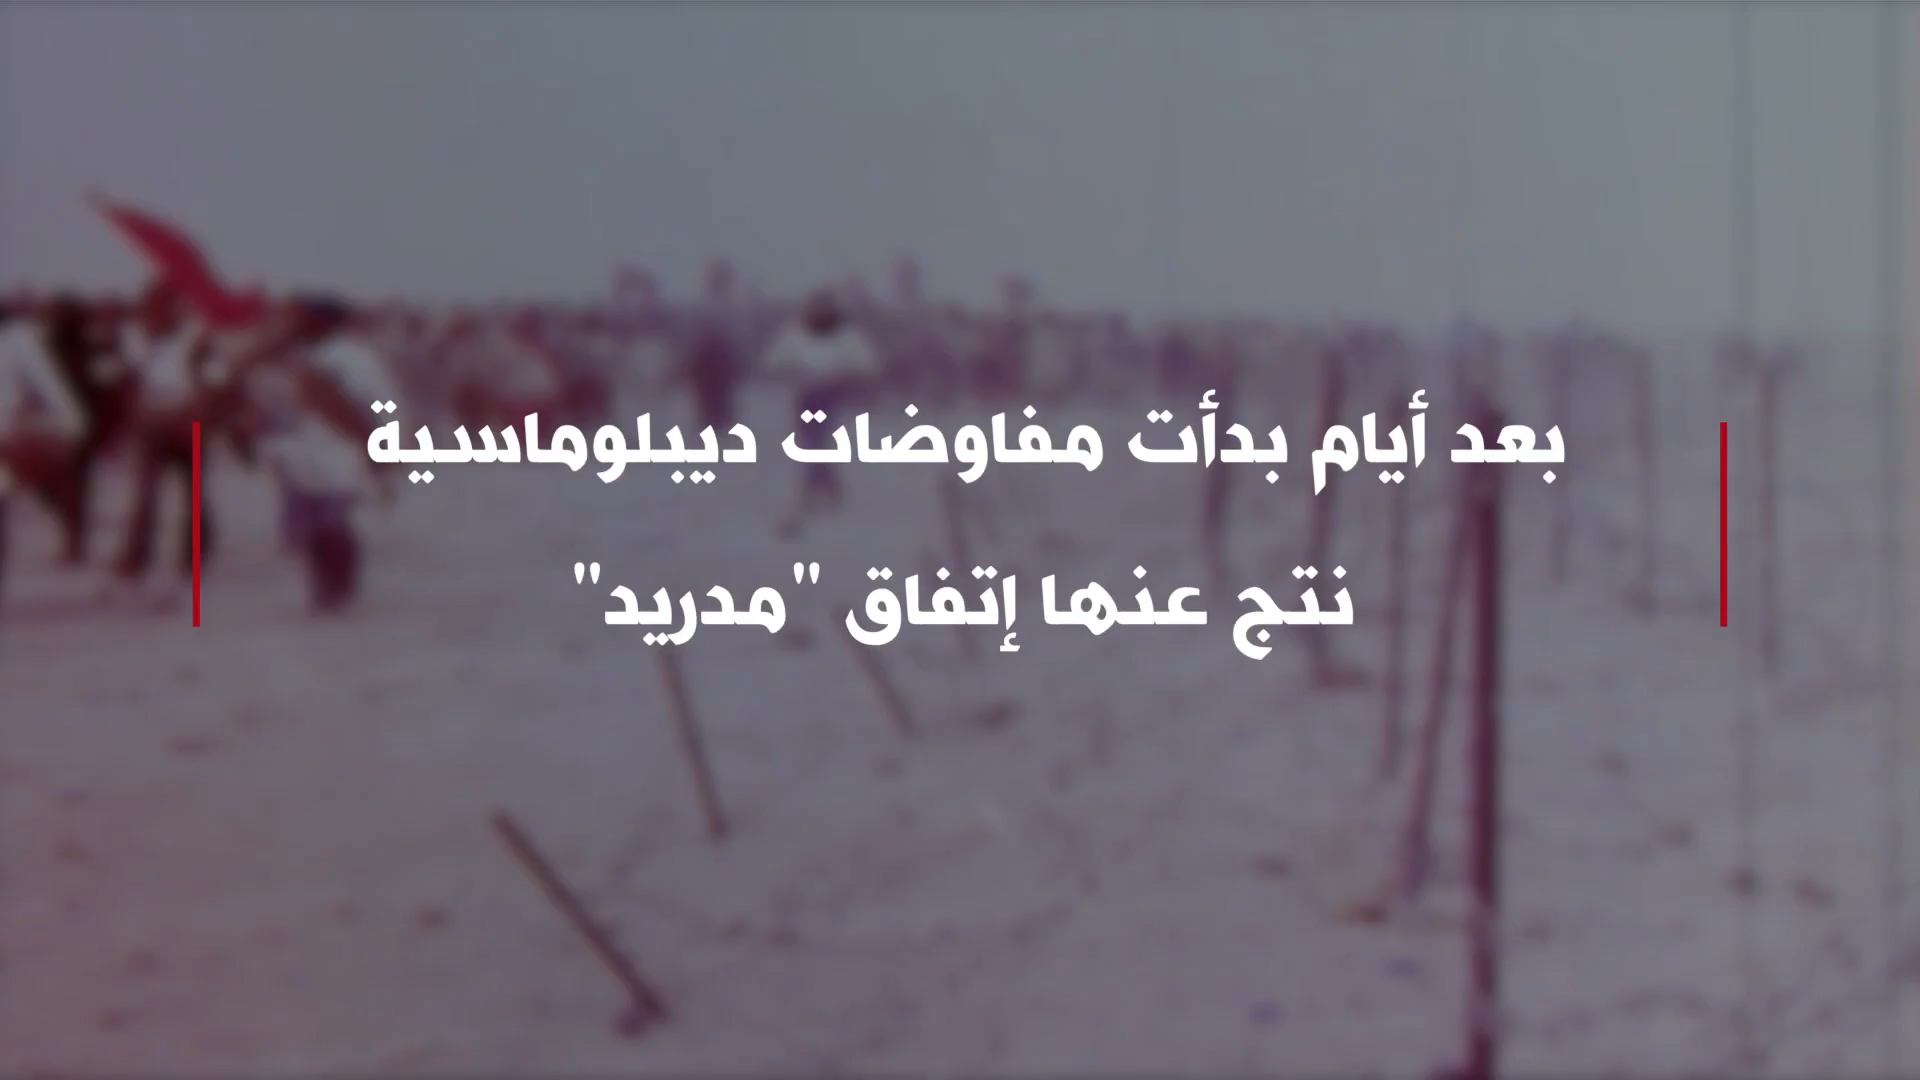 بعد أيام بدأت مفاوضات ديبلوماسية
نتج عنها إتفاق "مدريد"